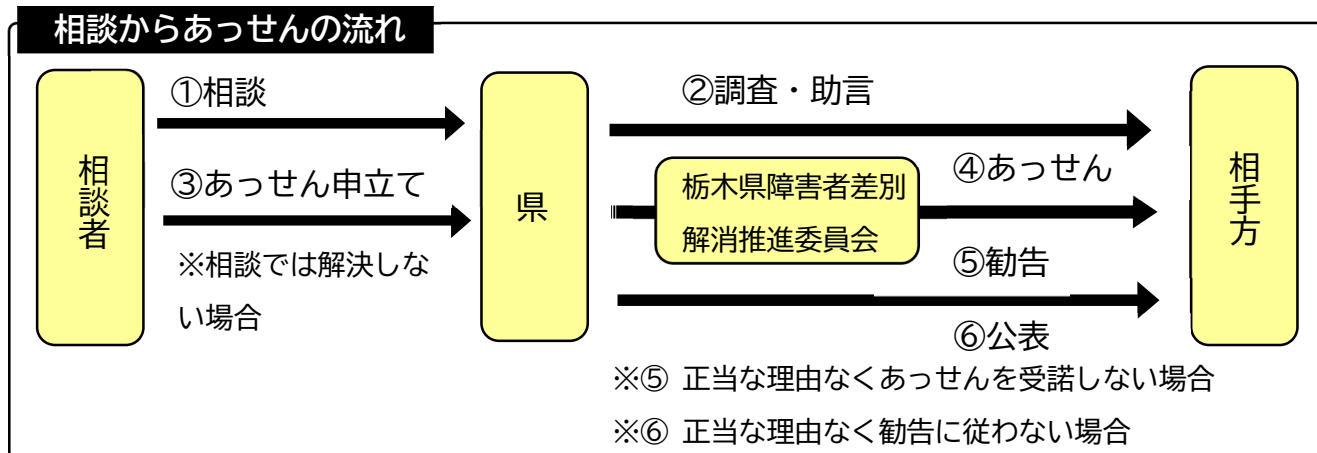 相談からあっせんの流れ
相談者
①相談
③あっせん申立て
※相談では解決しな
い場合
県
②調査・助言
栃木県障害者差別
解消推進委員会
④あっせん
⑤勧告
⑥公表
相手方
※⑤ 正当な理由なくあっせんを受諾しない場合
※⑥ 正当な理由なく勧告に従わない場合